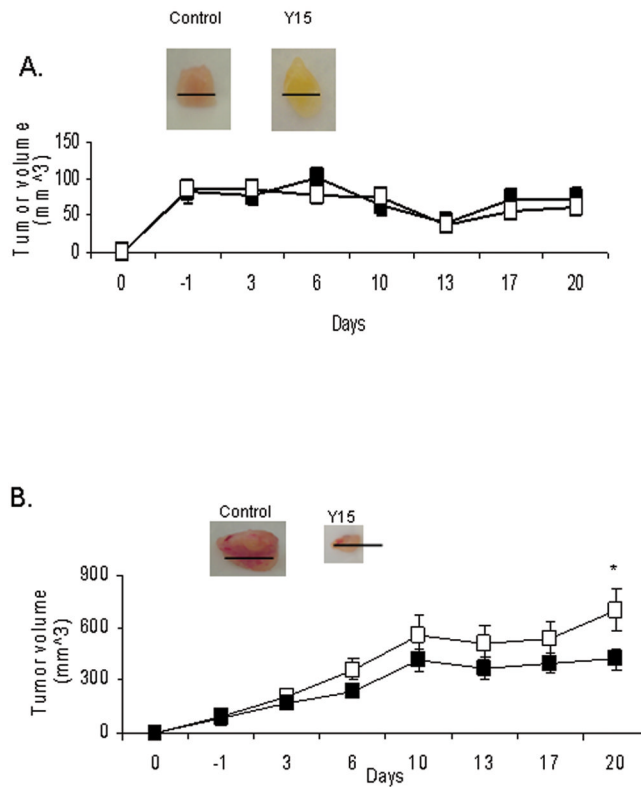 Control Y15
A.
Tumor volume
(mm^3)
150
100
50
0
0 -1 3 6 10 13 17 20
Days
B.
Control Y15
*
Tumor volume
(mm^3)
900
600
300
0
0 -1 3 6 10 13 17 20
Days